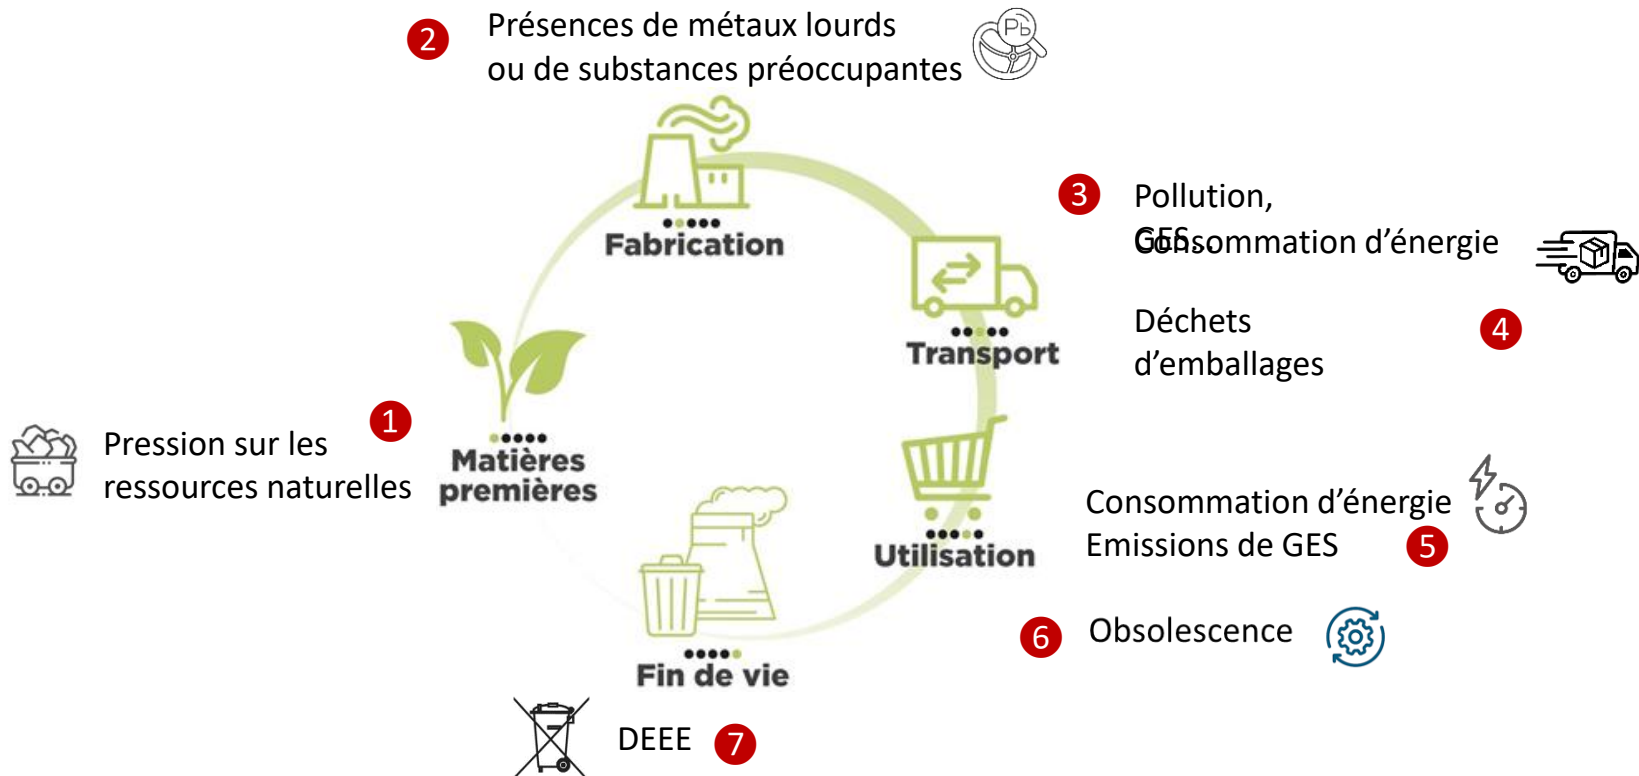 2
Présences de métaux lourds
ou de substances préoccupantes
Pb
Fabrication
3
Pollution,
GES...
Consommation d’énergie
Transport
Déchets
d’emballages
4
1
Pression sur les
ressources naturelles
Matières
premières
Utilisation
Consommation d’énergie
Emissions de GES
5
6
Obsolescence
Fin de vie
DEEE
7